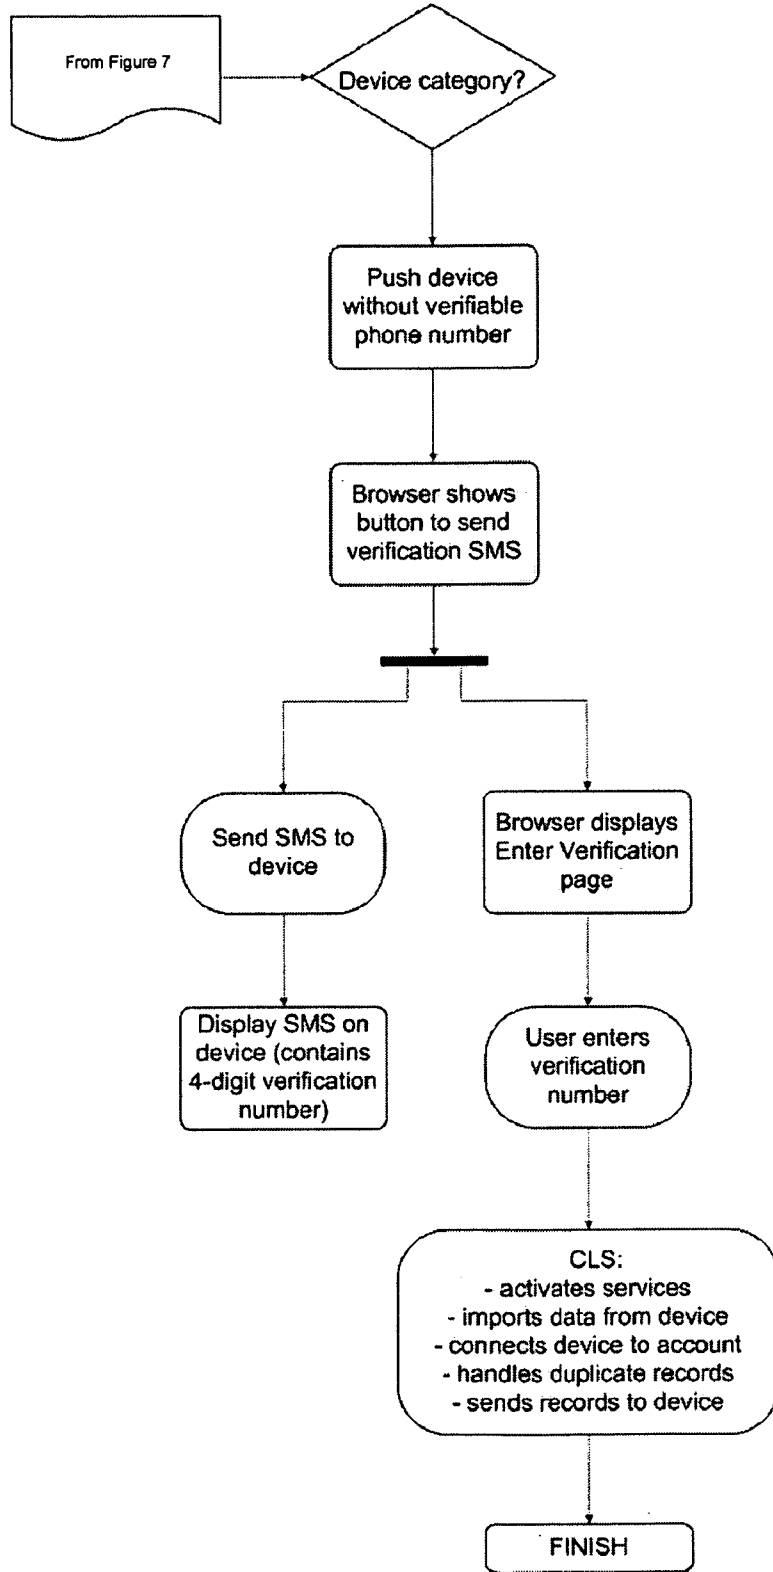 From Figure 7
Device category?
Push device
without verifiable
phone number
Browser shows
button to send
verification SMS
Send SMS to
device
Browser displays
Enter Verification
page
Display SMS on
device (contains
4-digit verification
number)
User enters
verification
number
CLS:
- activates services
- imports data from device
- connects device to account
- handles duplicate records
- sends records to device
FINISH